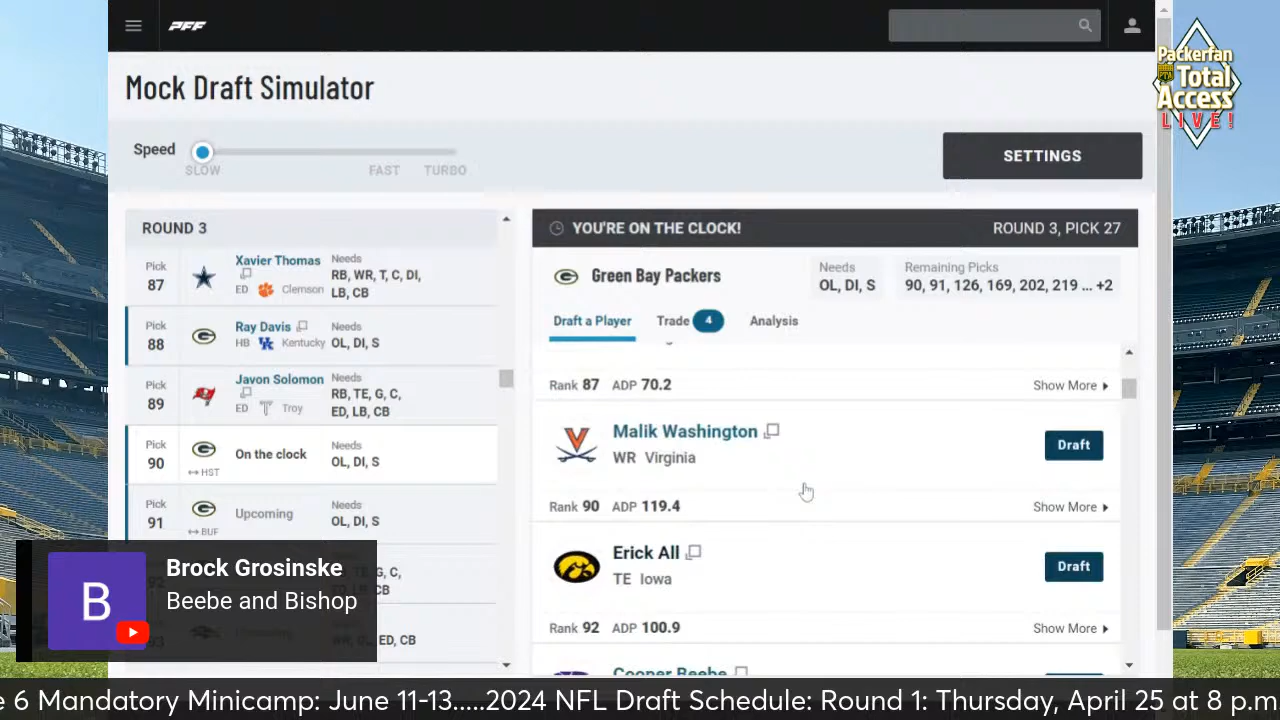 PFF
Packerfan
PTA
Total
Access
LIVE!
Mock Draft Simulator
Speed
SLOW
FAST
TURBO
SETTINGS
ROUND 3
Pick
87
Xavier Thomas
ED Clemson
Needs
RB, WR, T, C, DI,
LB, CB
Pick
88
Ray Davis
HB Kentucky
Needs
OL, DI, S
Pick
89
Javon Solomon
ED Troy
Needs
RB, TE, G, C,
ED, LB, CB
Pick
90
HST
On the clock
Needs
OL, DI, S
Pick
91
BUF
Upcoming
Needs
OL, DI, S
YOU'RE ON THE CLOCK!
ROUND 3, PICK 27
Green Bay Packers
Needs
OL, DI, S
Remaining Picks
90, 91, 126, 169, 202, 219 ... +2
Draft a Player
Trade 4
Analysis
Rank 87 ADP 70.2
Show More
Malik Washington
WR Virginia
Draft
Rank 90 ADP 119.4
Show More
Erick All
TE Iowa
Draft
Rank 92 ADP 100.9
Show More
Cooper Beebe
B
Brock Grosinske
Beebe and Bishop
e 6 Mandatory Minicamp: June 11-13.....2024 NFL Draft Schedule: Round 1: Thursday, April 25 at 8 p.m